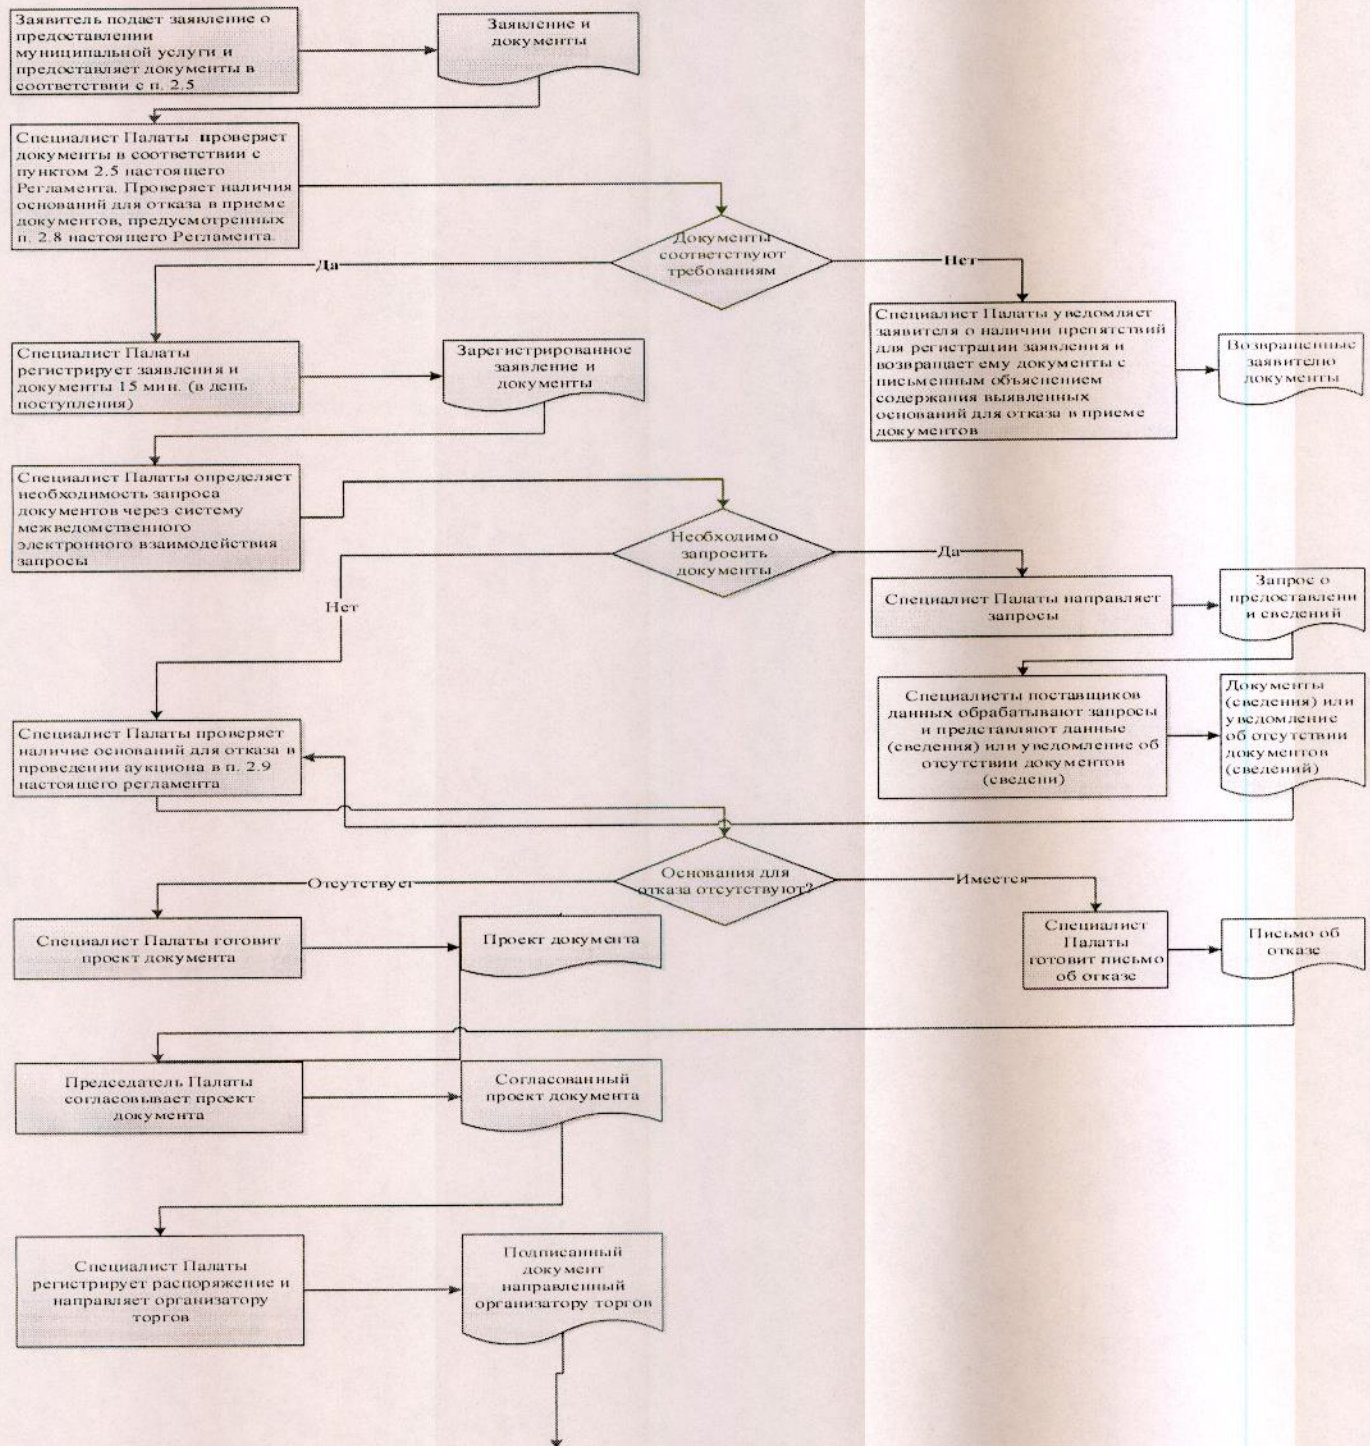 Заявитель подает заявление о
предоставлении
муниципальной услуги и
предоставляет документы в
соответствии с п. 2.5
Заявление и
документы
Специалист Палаты проверяет
документы в соответствии с
пунктом 2.5 настоящего
Регламента. Проверяет наличия
оснований для отказа в приеме
документов, предусмотренных
п. 2.8 настоящего Регламента.
Документы
соответствуют
требованиям
Да
Нет
Специалист Палаты
регистрирует заявления и
документы 15 мин. (в день
поступления)
Зарегистрированное
заявление и
документы
Специалист Палаты уведомляет
заявителя о наличии препятствий
для регистрации заявления и
возвращает ему документы с
письменным объяснением
содержания выявленных
оснований для отказа в приеме
документов
Возвращенные
заявителю
документы
Специалист Палаты определяет
необходимость запроса
документов через систему
межведомственного
электронного взаимодействия
запросы
Необходимо
запросить
документы
Да
Нет
Специалист Палаты направляет
запросы
Запрос о
предоставлени
и сведений
Специалисты поставщиков
данных обрабатывают запросы
и представляют данные
(сведения) или уведомление об
отсутствии документов
(сведени)
Документы
(сведения) или
уведомление
об отсутствии
документов
(сведений)
Специалист Палаты проверяет
наличие оснований для отказа в
проведении аукциона в п. 2.9
настоящего регламента
Основания для
отказа отсутствуют?
Отсутствует
Имеется
Специалист Палаты готовит
проект документа
Проект документа
Специалист
Палаты
готовит письмо
об отказе
Письмо об
отказе
Председатель Палаты
согласовывает проект
документа
Согласованный
проект документа
Специалист Палаты
регистрирует распоряжение и
направляет организатору
торгов
Подписанный
документ
направленный
организатору торгов